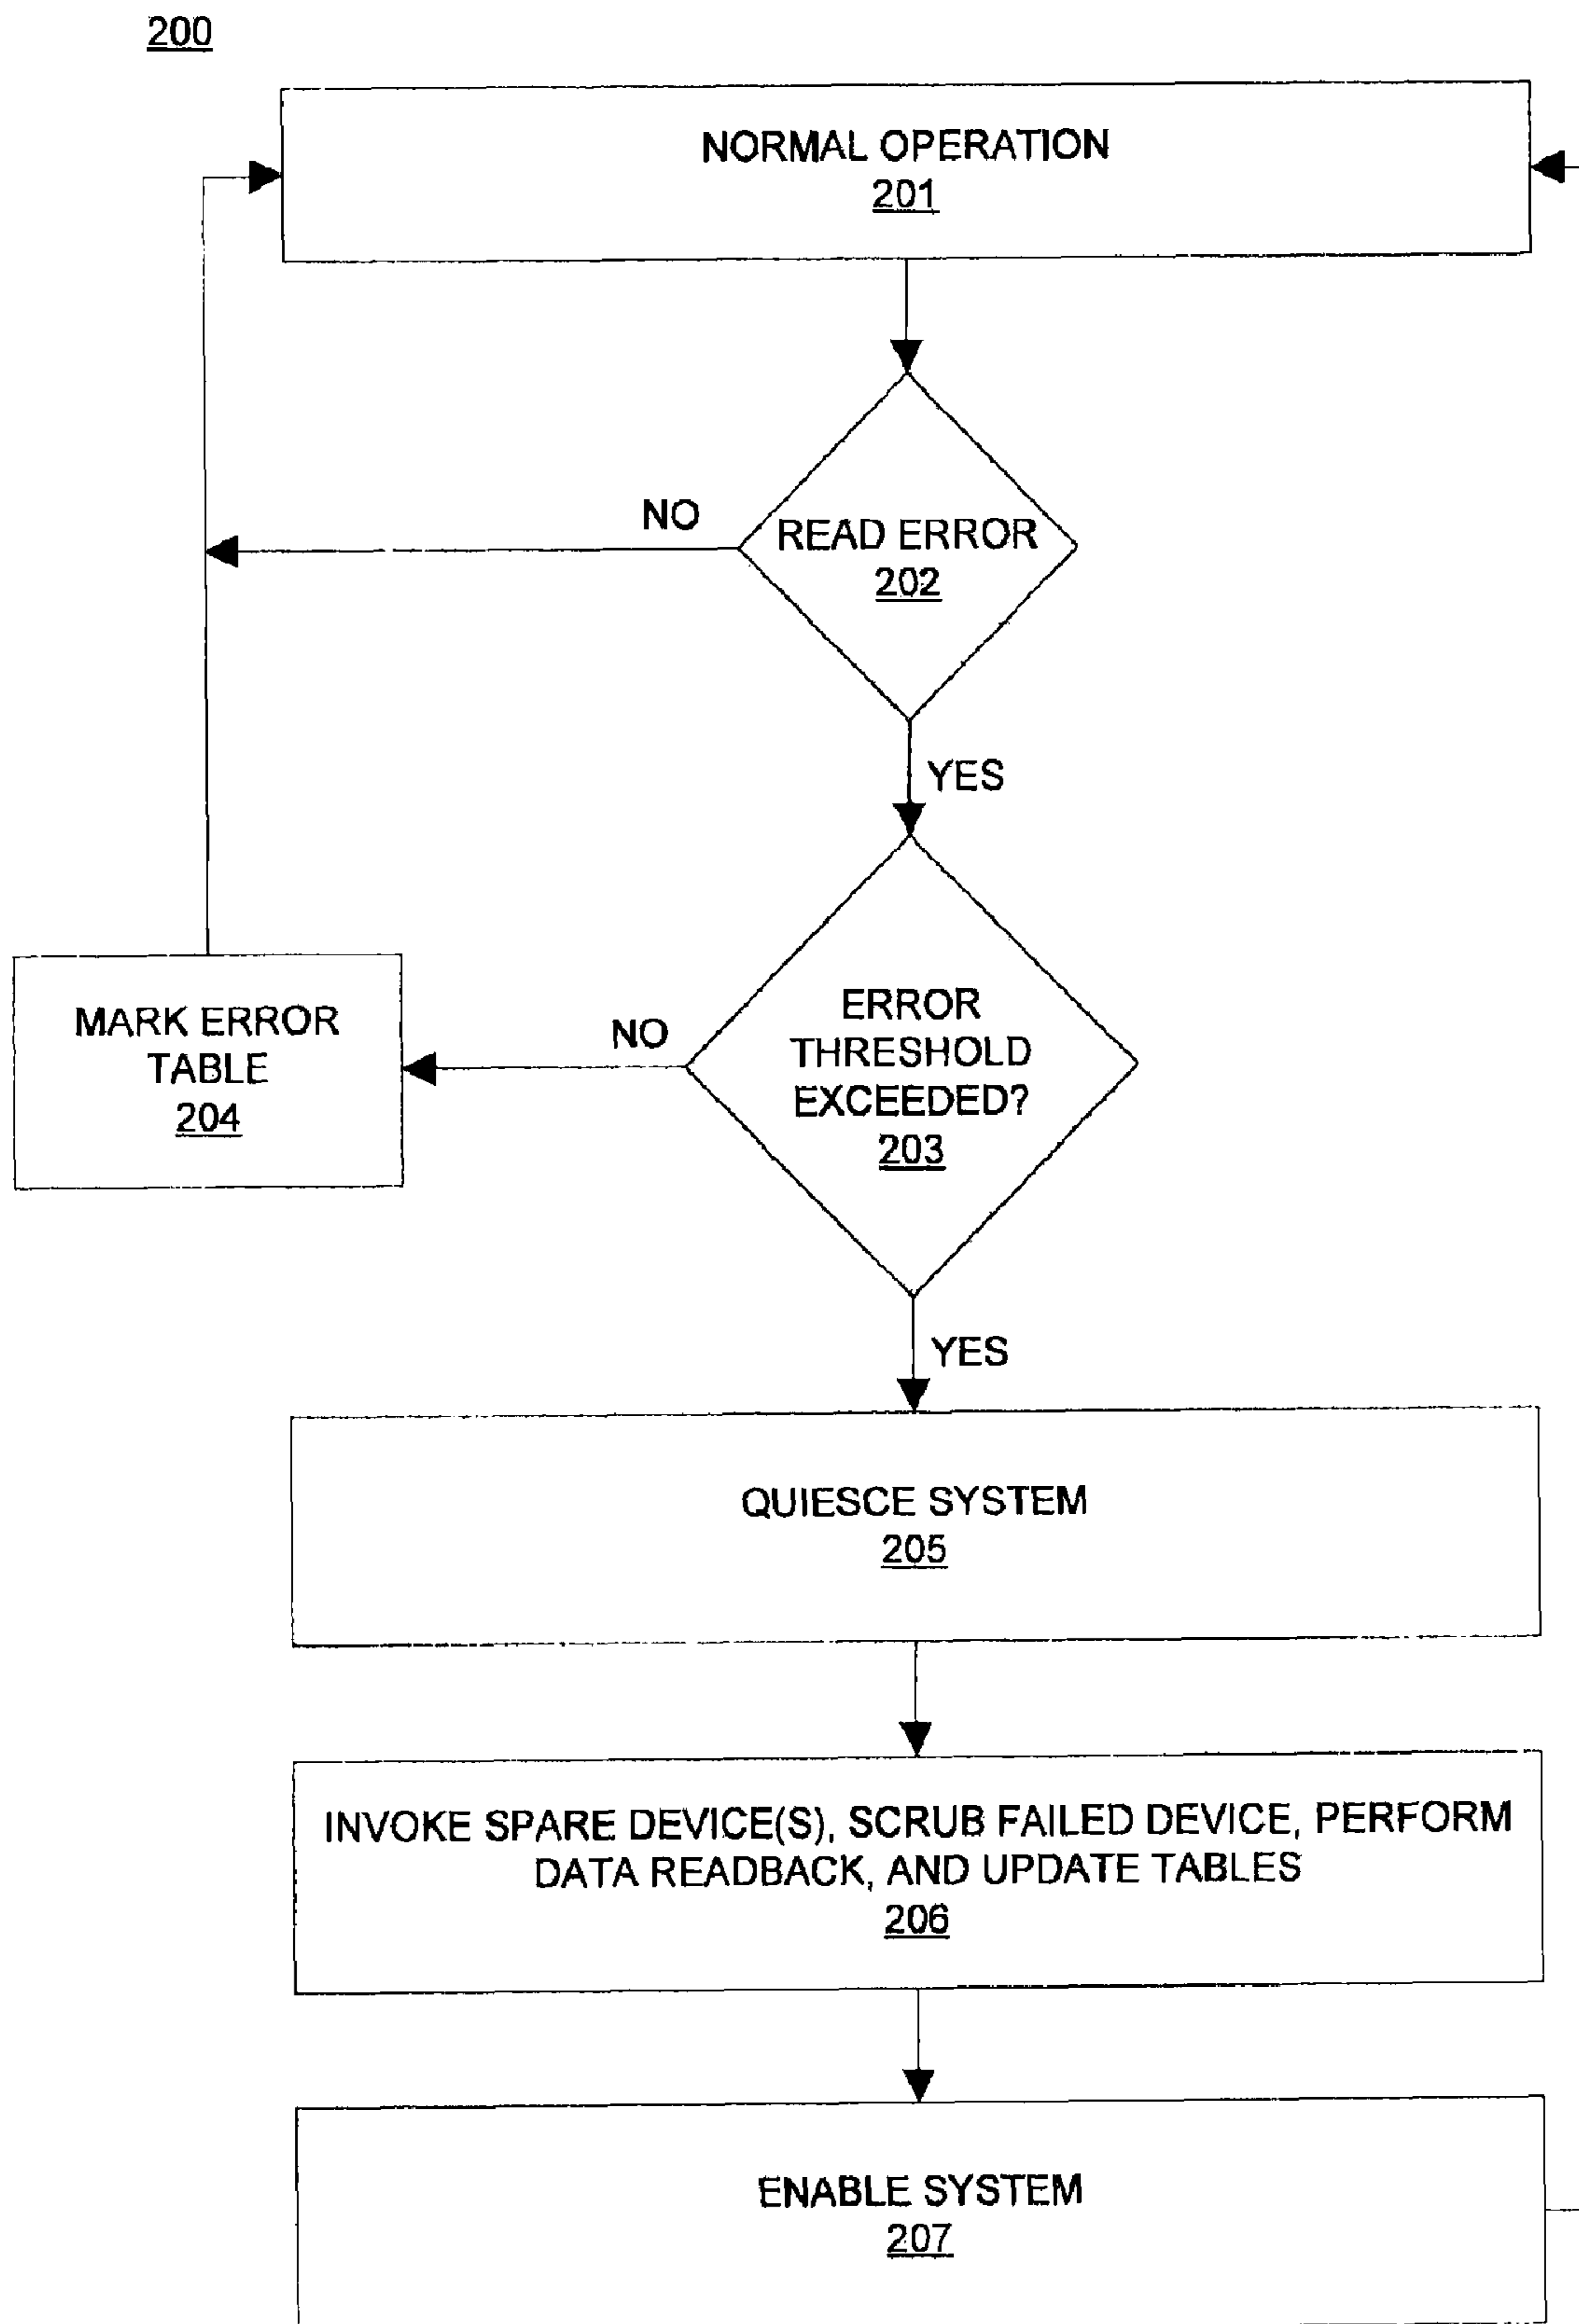 200
NORMAL OPERATION
201
READ ERROR
202
NO
YES
ERROR
THRESHOLD
EXCEEDED?
203
NO
MARK ERROR
TABLE
204
YES
QUIESCE SYSTEM
205
INVOKE SPARE DEVICE(S), SCRUB FAILED DEVICE, PERFORM
DATA READBACK, AND UPDATE TABLES
206
ENABLE SYSTEM
207